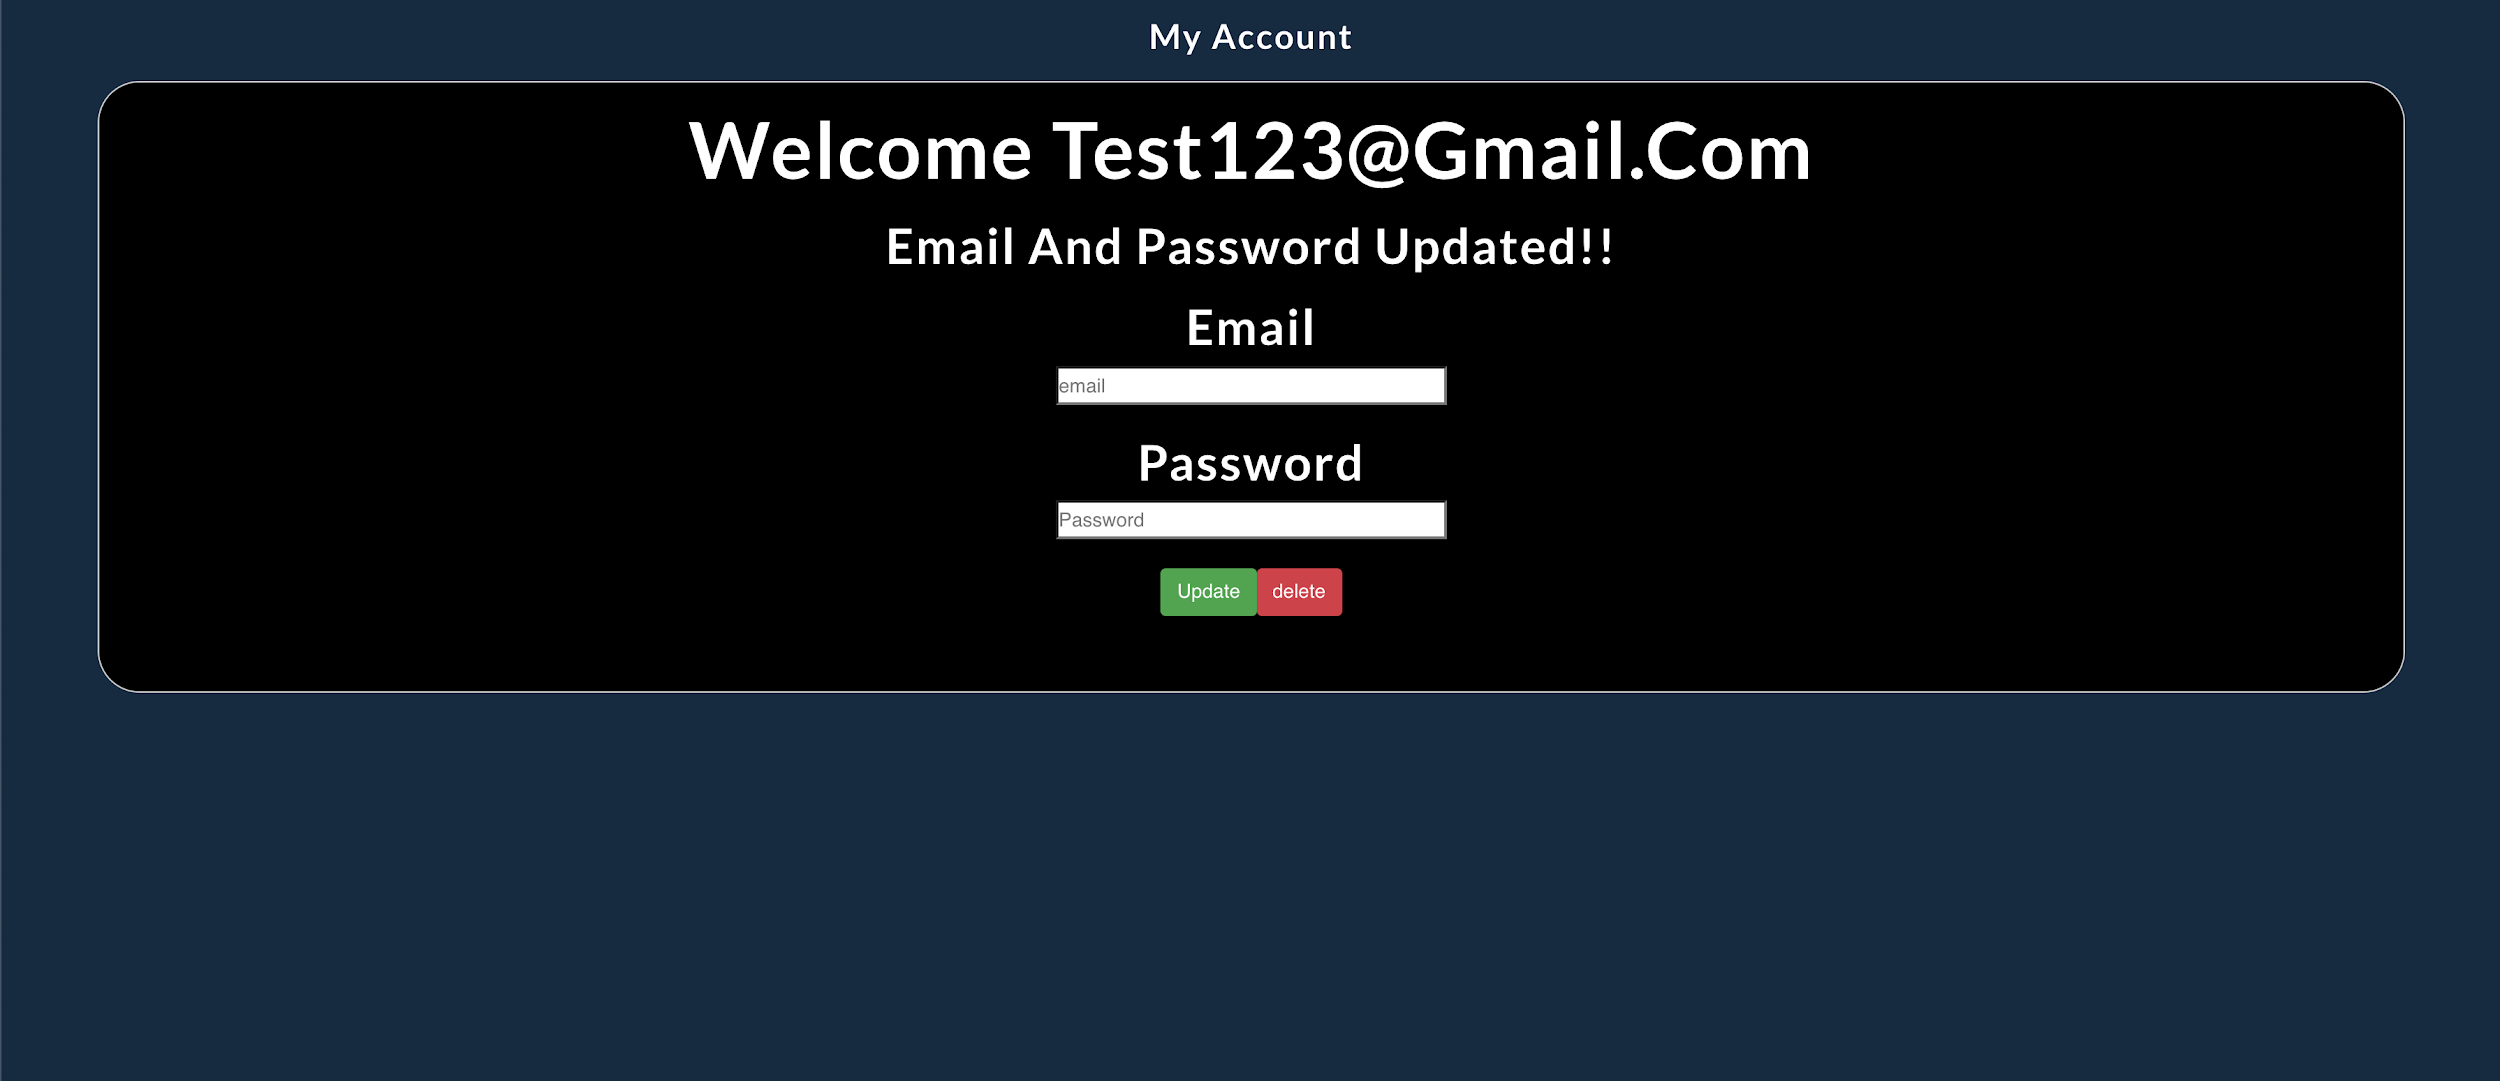 My Account
Welcome Test123@Gmail.Com
Email And Password Updated!!
Email
email
Password
Password
Update delete